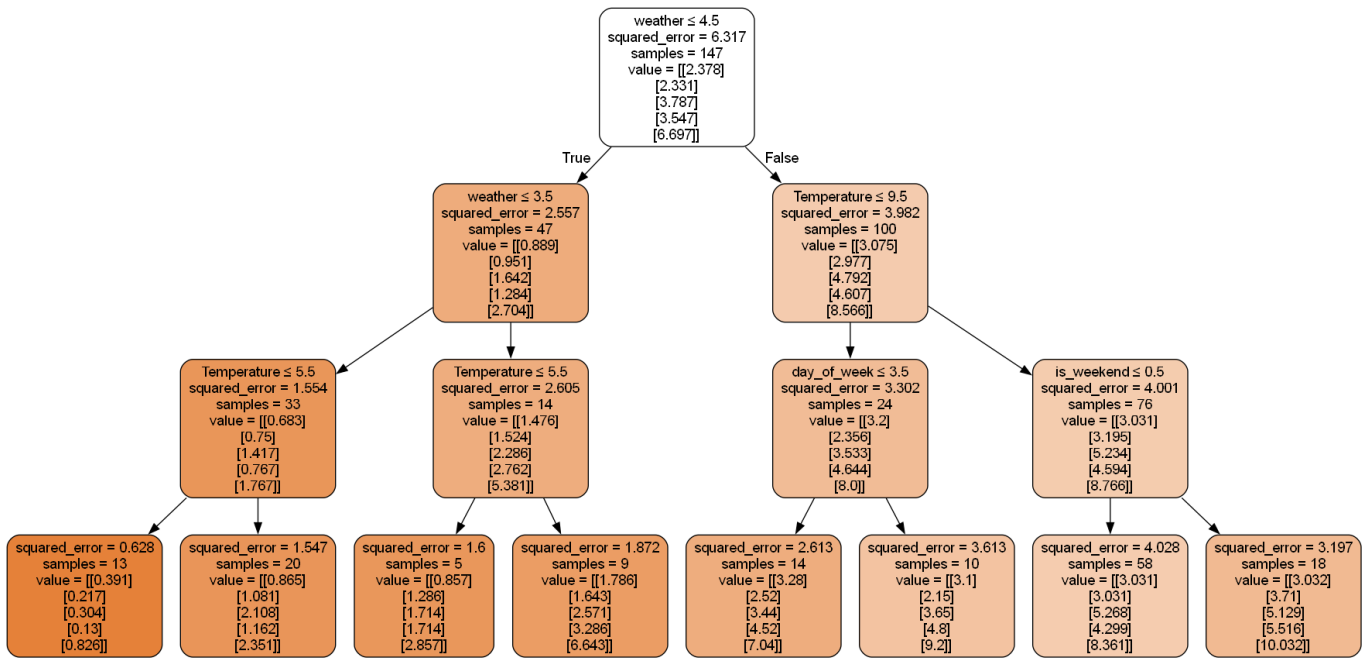 weather ≤ 4.5
squared_error = 6.317
samples = 147
value = [[2.378]
[2.331]
[3.787]
[3.547]
[6.697]]
True
False
weather ≤ 3.5
squared_error = 2.557
samples = 47
value = [[0.889]
[0.951]
[1.642]
[1.284]
[2.704]]
Temperature ≤ 9.5
squared_error = 3.982
samples = 100
value = [[3.075]
[2.977]
[4.792]
[4.607]
[8.566]]
Temperature ≤ 5.5
squared_error = 1.554
samples = 33
value = [[0.683]
[0.75]
[1.417]
[0.767]
[1.767]]
Temperature ≤ 5.5
squared_error = 2.605
samples = 14
value = [[1.476]
[1.524]
[2.286]
[2.762]
[5.381]]
day_of_week ≤ 3.5
squared_error = 3.302
samples = 24
value = [[3.2]
[2.356]
[3.533]
[4.644]
[8.0]]
is_weekend ≤ 0.5
squared_error = 4.001
samples = 76
value = [[3.031]
[3.195]
[5.234]
[4.594]
[8.766]]
squared_error = 0.628
samples = 13
value = [[0.391]
[0.217]
[0.304]
[0.13]
[0.826]]
squared_error = 1.547
samples = 20
value = [[0.865]
[1.081]
[2.108]
[1.162]
[2.351]]
squared_error = 1.6
samples = 5
value = [[0.857]
[1.286]
[1.714]
[1.714]
[2.857]]
squared_error = 1.872
samples = 9
value = [[1.786]
[1.643]
[2.571]
[3.286]
[6.643]]
squared_error = 2.613
samples = 14
value = [[3.28]
[2.52]
[3.44]
[4.52]
[7.04]]
squared_error = 3.613
samples = 10
value = [[3.1]
[2.15]
[3.65]
[4.8]
[9.2]]
squared_error = 4.028
samples = 58
value = [[3.031]
[3.031]
[5.268]
[4.299]
[8.361]]
squared_error = 3.197
samples = 18
value = [[3.032]
[3.71]
[5.129]
[5.516]
[10.032]]